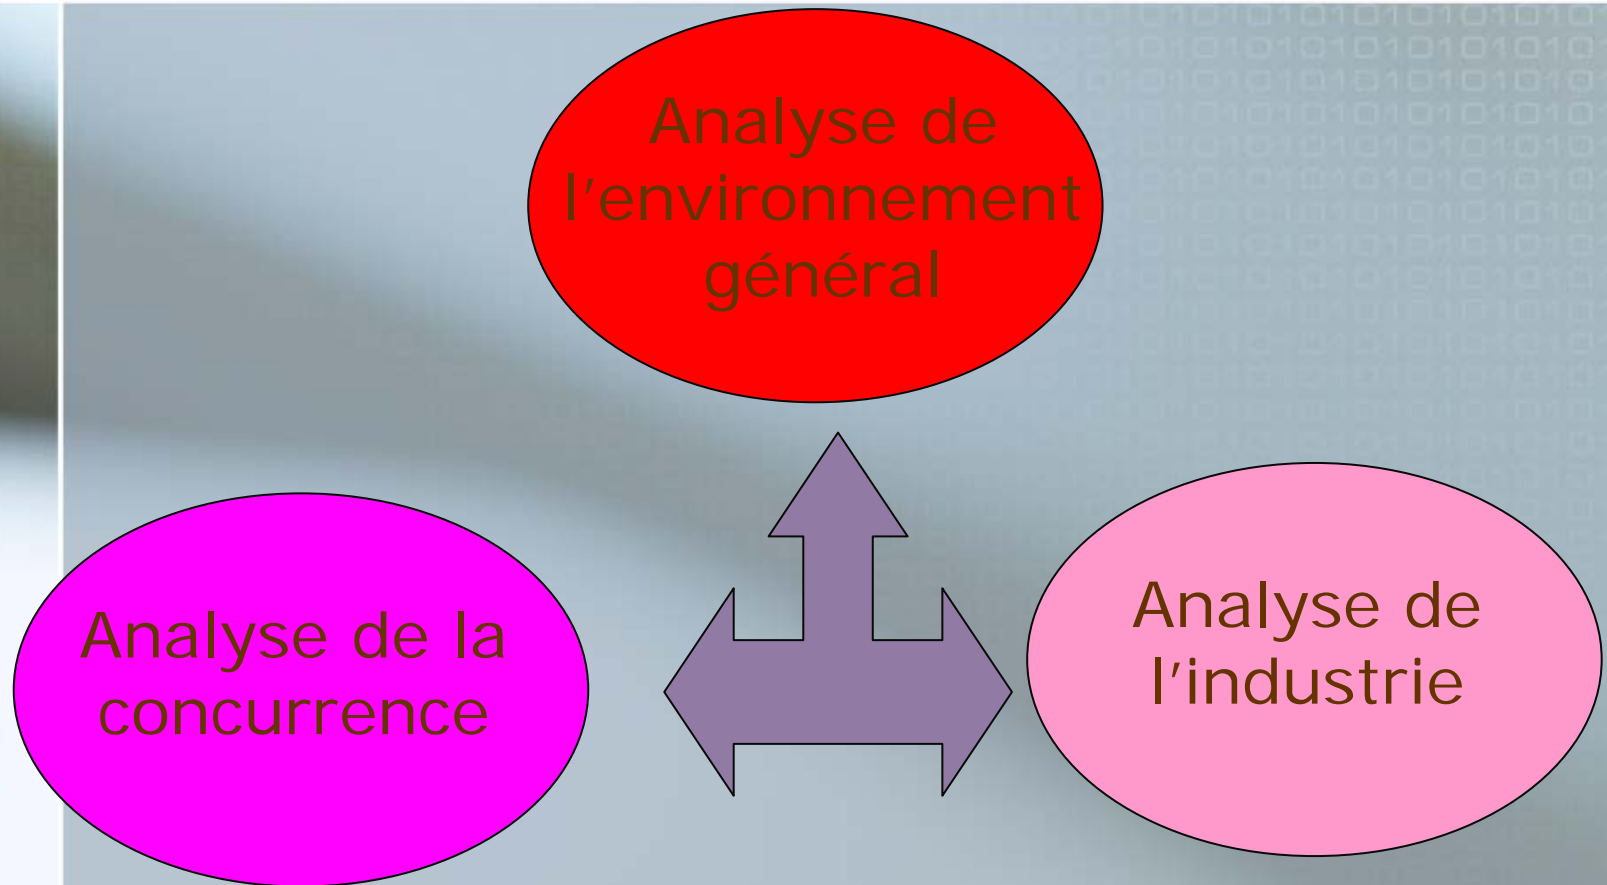 Analyse de
l'environnement
général
Analyse de la
concurrence
Analyse de
l'industrie